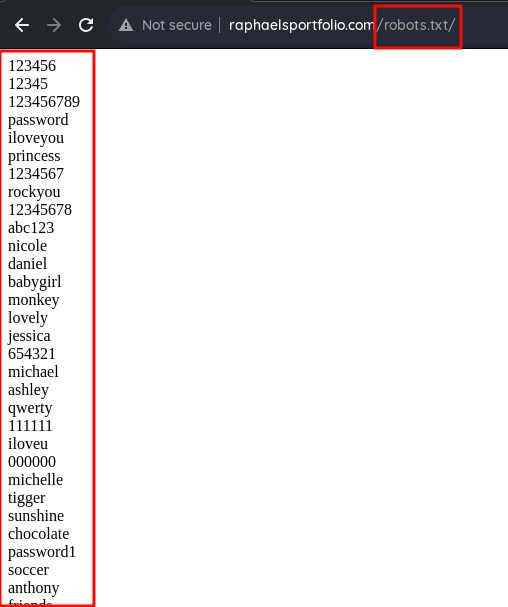 Not secure raphaelsportfolio.com/robots.txt/
123456
12345
123456789
password
iloveyou
princess
1234567
rockyou
12345678
abc123
nicole
daniel
babygirl
monkey
lovely
jessica
654321
michael
ashley
qwerty
111111
iloveu
000000
michelle
tigger
sunshine
chocolate
password1
soccer
anthony
friends